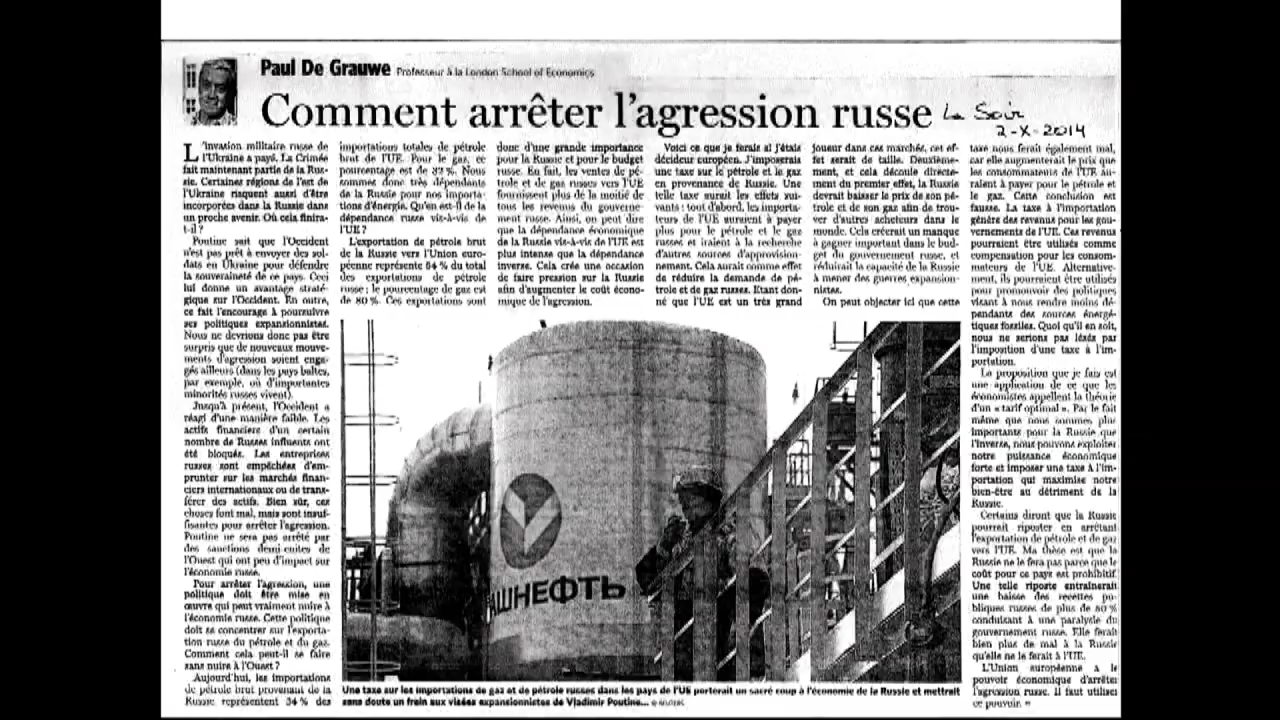 Paul De Grauwe Professeur à la London School of Economics
Comment arrêter l'agression russe
Le Soir
2-X-2014
L'invasion militaire russe de
l'Ukraine a payé. La Crimée
fait maintenant partie de la Rus-
sie. Certaines régions de l'est de
l'Ukraine risquent aussi d'être
incorporées dans la Russie dans
un proche avenir. Où cela finira-
t-il ?
Poutine sait que l'Occident
n'est pas prêt à envoyer des sol-
dats en Ukraine pour défendre
la souveraineté de ce pays. Ceci
lui donne un avantage straté-
gique sur l'Occident. En outre,
ce fait l'encourage à poursuivre
ses politiques expansionnistes.
Nous ne devrions donc pas être
surpris que de nouveaux mouve-
ments d'agression soient enga-
gés ailleurs (dans les pays baltes,
par exemple, où d'importantes
minorités russes vivent).
Jusqu'à présent, l'Occident a
réagi d'une manière faible. Les
actifs financiers d'un certain
nombre de Russes influents ont
été bloqués. Les entreprises
russes sont empêchées d'em-
prunter sur les marchés finan-
ciers internationaux ou de trans-
férer des actifs. Bien sûr, ces
choses font mal, mais sont insuf-
fisantes pour arrêter l'agression.
Poutine ne sera pas arrêté par
des sanctions demi-cuites de
l'Ouest qui ont peu d'impact sur
l'économie russe.
Pour arrêter l'agression, une
politique doit être mise en
œuvre qui peut vraiment nuire à
l'économie russe. Cette politique
doit se concentrer sur l'exporta-
tion russe du pétrole et du gaz.
Comment cela peut-il se faire
sans nuire à l'Ouest ?
Aujourd'hui, les importations
de pétrole brut provenant de la
Russie représentent 34 % des
importations totales de pétrole
brut de l'UE. Pour le gaz, ce
pourcentage est de 32 %. Nous
sommes donc très dépendants
de la Russie pour nos importa-
tions d'énergie. Qu'en est-il de la
dépendance russe vis-à-vis de
l'UE ?
L'exportation de pétrole brut
de la Russie vers l'Union euro-
péenne représente 84 % du total
des exportations de pétrole
russe ; le pourcentage de gaz est
de 80 %. Ces exportations sont
donc d'une grande importance
pour la Russie et pour le budget
russe. En fait, les ventes de pé-
trole et de gaz russes vers l'UE
fournissent plus de la moitié de
tous les revenus du gouverne-
ment russe. Ainsi, on peut dire
que la dépendance économique
de la Russie vis-à-vis de l'UE est
plus intense que la dépendance
inverse. Cela crée une occasion
de faire pression sur la Russie
afin d'augmenter le coût écono-
mique de l'agression.
Voici ce que je ferais si j'étais
décideur européen. J'imposerais
une taxe sur le pétrole et le gaz
en provenance de Russie. Une
telle taxe aurait les effets sui-
vants : tout d'abord, les importa-
teurs de l'UE auraient à payer
plus pour le pétrole et le gaz
russes et iraient à la recherche
d'autres sources d'approvision-
nement. Cela aurait comme effet
de réduire la demande de pé-
trole et de gaz russes. Etant don-
né que l'UE est un très grand
joueur dans ces marchés, cet ef-
fet serait de taille. Deuxième-
ment, et cela découle directe-
ment du premier effet, la Russie
devrait baisser le prix de son pé-
trole et de son gaz afin de trou-
ver d'autres acheteurs dans le
monde. Cela créerait un manque
à gagner important dans le bud-
get du gouvernement russe, et
réduirait la capacité de la Russie
à mener des guerres expansion-
nistes.
On peut objecter ici que cette
taxe nous ferait également mal,
car elle augmenterait le prix que
les consommateurs de l'UE au-
raient à payer pour le pétrole et
le gaz. Cette conclusion est
fausse. La taxe à l'importation
génère des revenus pour les gou-
vernements de l'UE. Ces revenus
pourraient être utilisés comme
compensation pour les consom-
mateurs de l'UE. Alternative-
ment, ils pourraient être utilisés
pour promouvoir des politiques
visant à nous rendre moins dé-
pendants des sources énergé-
tiques fossiles. Quoi qu'il en soit,
nous ne serions pas lésés par
l'imposition d'une taxe à l'im-
portation.
La proposition que je fais est
une application de ce que les
économistes appellent la théorie
d'un « tarif optimal ». Par le fait
même que nous sommes plus
importants pour la Russie que
l'inverse, nous pouvons exploiter
notre puissance économique
forte et imposer une taxe à l'im-
portation qui maximise notre
bien-être au détriment de la
Russie.
Certains diront que la Russie
pourrait riposter en arrêtant
l'exportation de pétrole et de gaz
vers l'UE. Ma thèse est que la
Russie ne le fera pas parce que le
coût pour ce pays est prohibitif.
Une telle riposte entraînerait
une baisse des recettes pu-
bliques russes de plus de 50 %
conduisant à une paralysie du
gouvernement russe. Elle ferait
bien plus de mal à la Russie
qu'elle ne le ferait à l'UE.
L'Union européenne a le
pouvoir économique d'arrêter
l'agression russe. Il faut utiliser
ce pouvoir.
АШНЕФТЬ
Une taxe sur les importations de gaz et de pétrole russes dans les pays de l'UE porterait un sacré coup à l'économie de la Russie et mettrait
sans doute un frein aux visées expansionnistes de Vladimir Poutine... © REUTERS